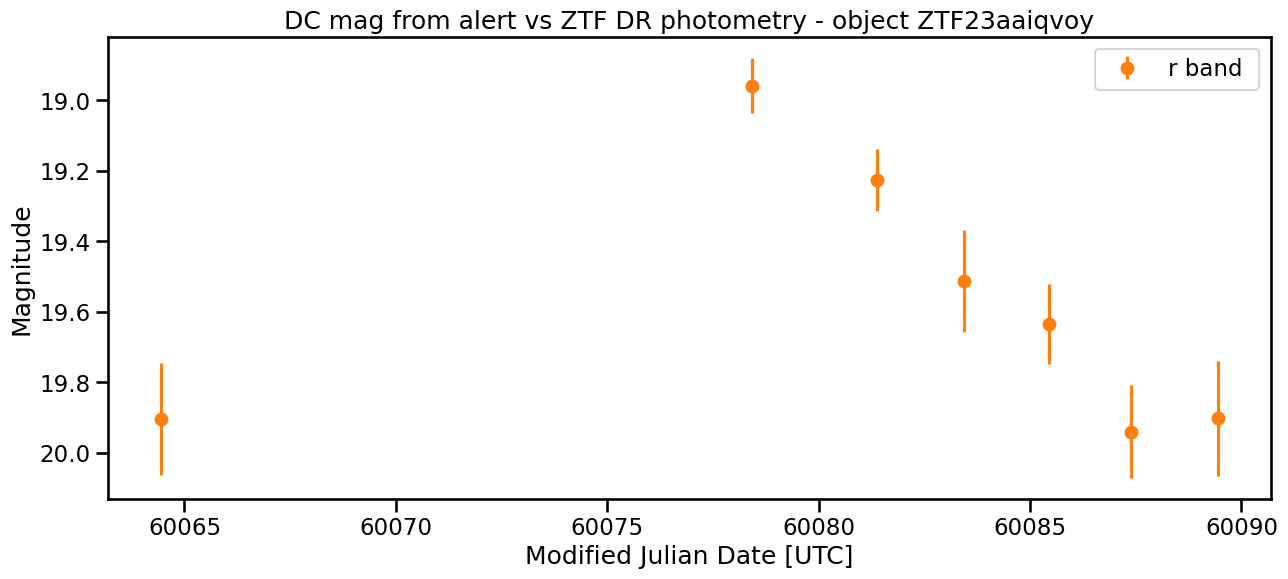 DC mag from alert vs ZTF DR photometry - object ZTF23aaiqvoy
r band
19.0
19.2
19.4
19.6
19.8
20.0
Magnitude
60065 60070 60075 60080 60085 60090
Modified Julian Date [UTC]